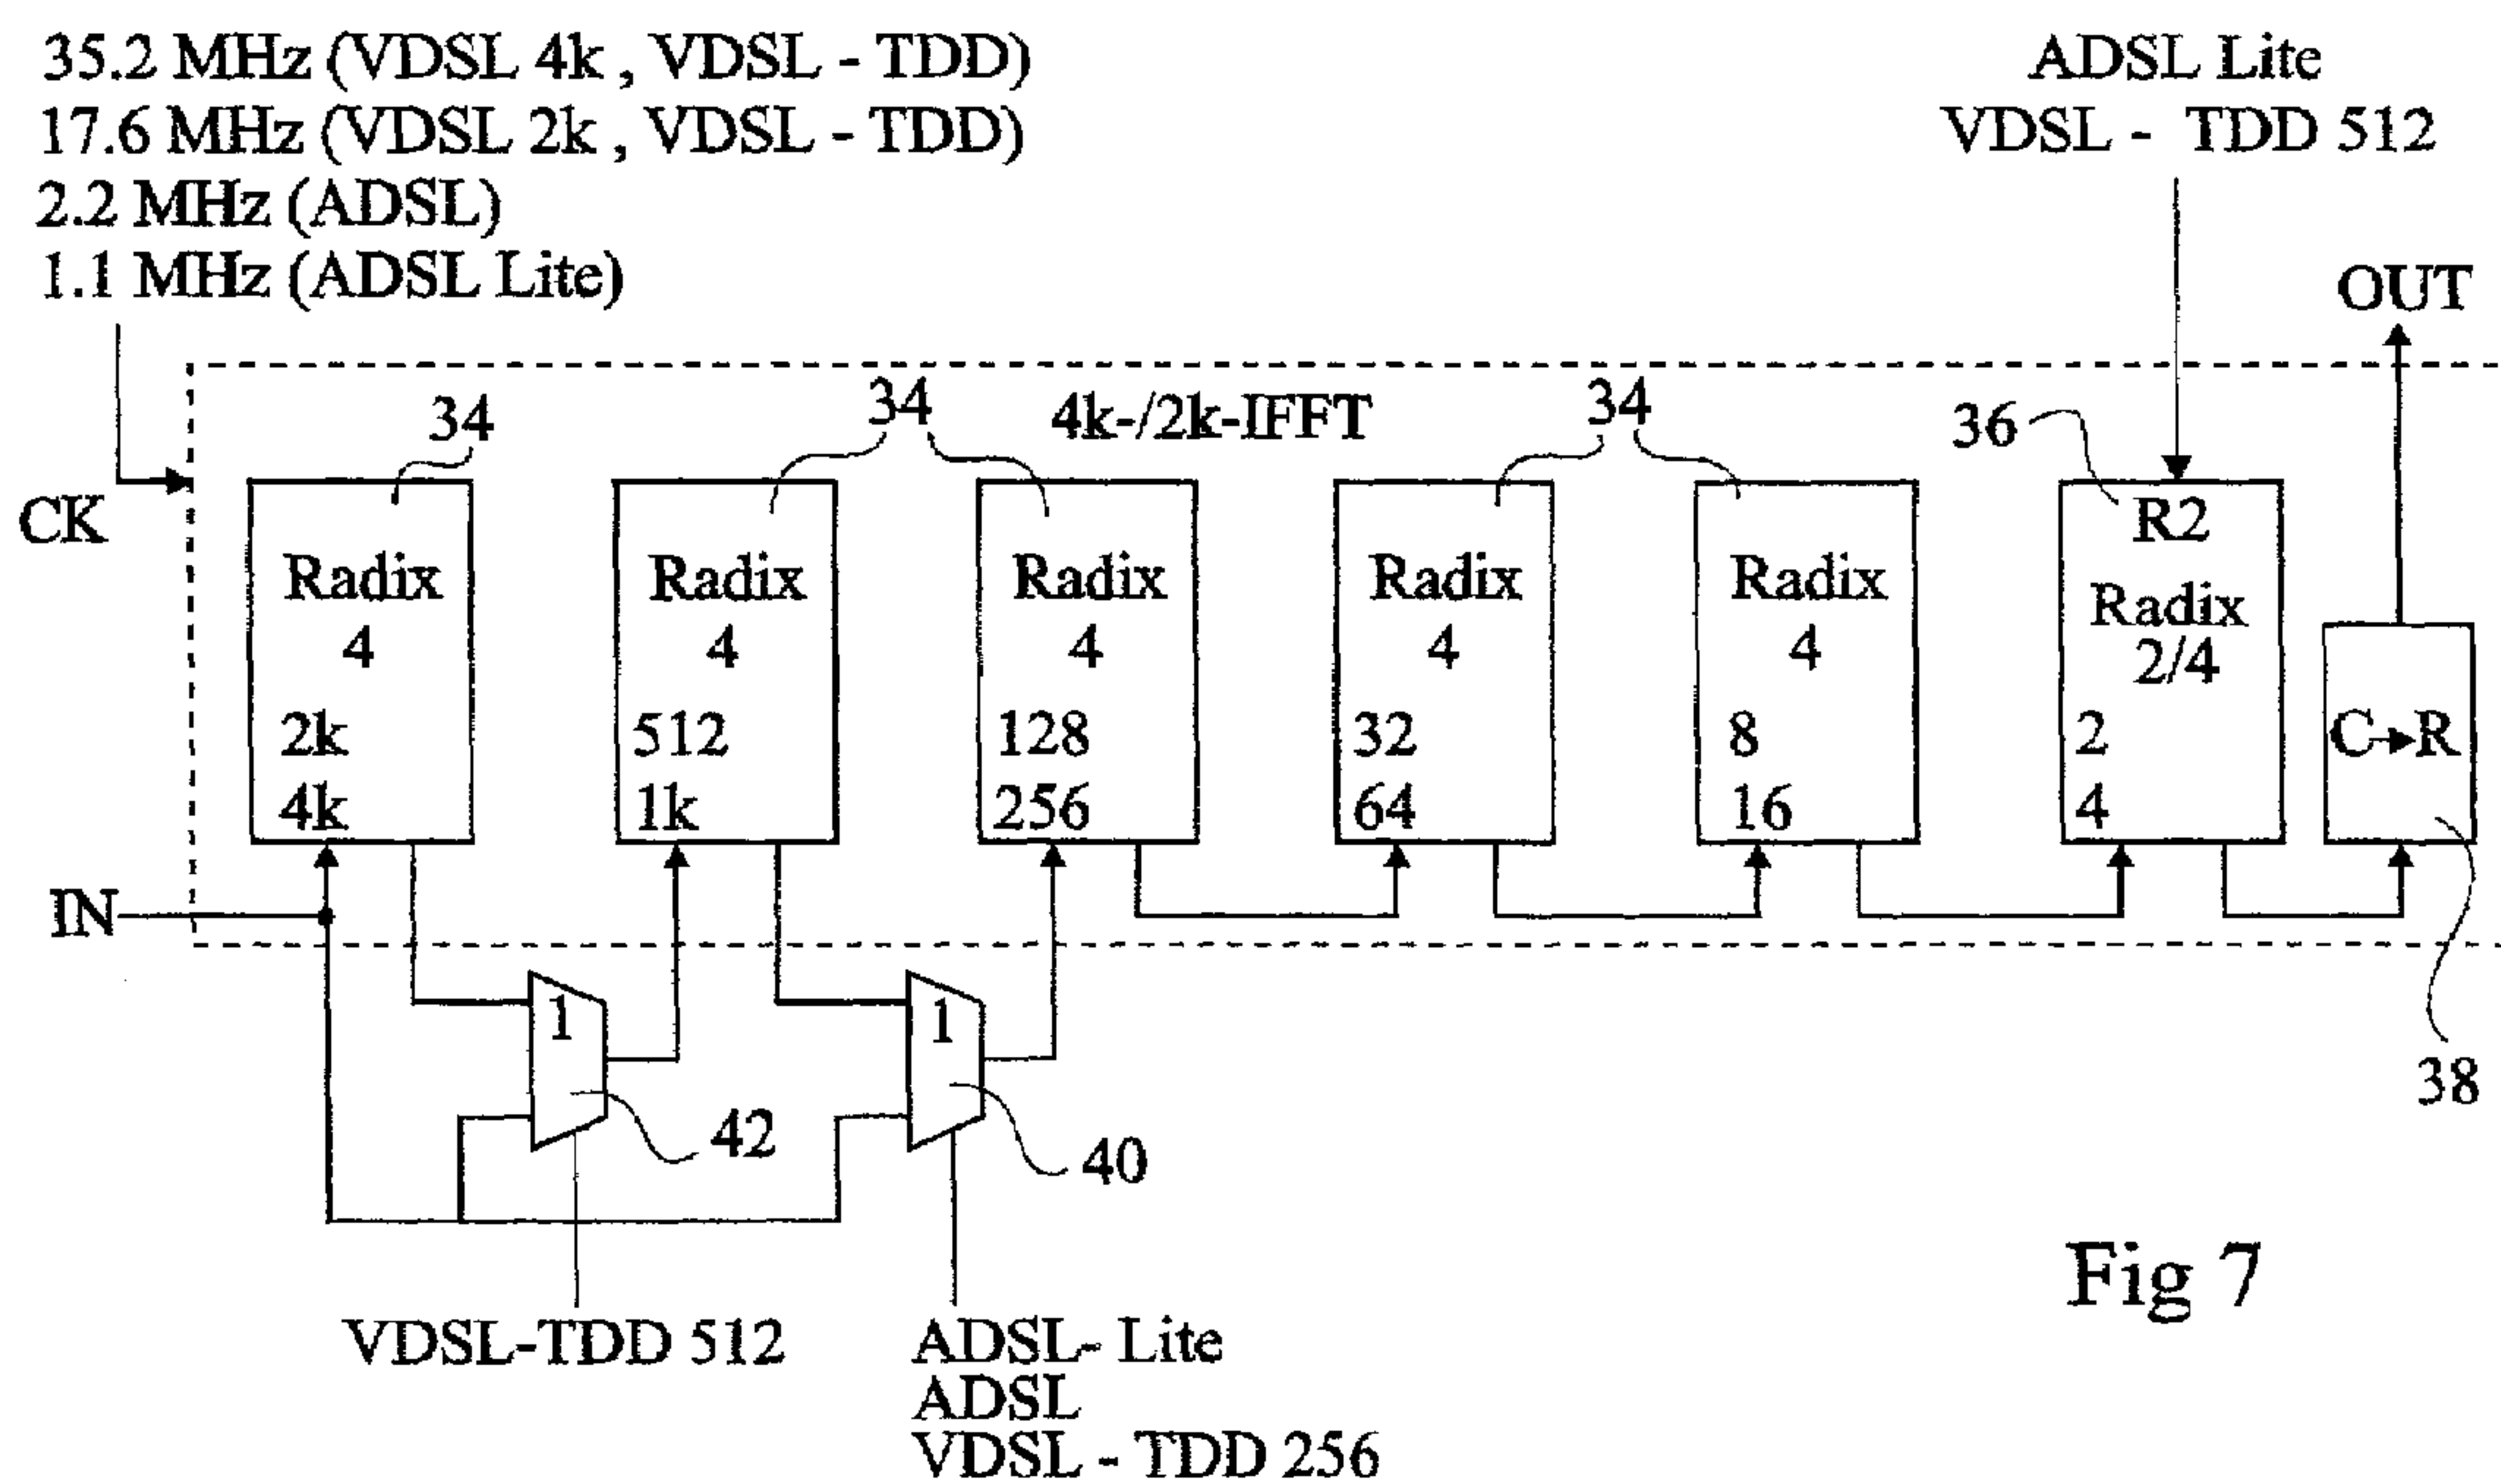 35.2 MHz (VDSL 4k , VDSL - TDD)
17.6 MHz (VDSL 2k , VDSL - TDD)
2.2 MHz (ADSL)
1.1 MHz (ADSL Lite)
ADSL Lite
VDSL - TDD 512
OUT
CK
34
34
4k-/2k-IFFT
34
36
Radix
4
2k
4k
Radix
4
512
1k
Radix
4
128
256
Radix
4
32
64
Radix
4
8
16
R2
Radix
2/4
2
4
C→R
IN
1
42
1
40
38
VDSL-TDD 512
ADSL- Lite
ADSL
VDSL - TDD 256
Fig 7